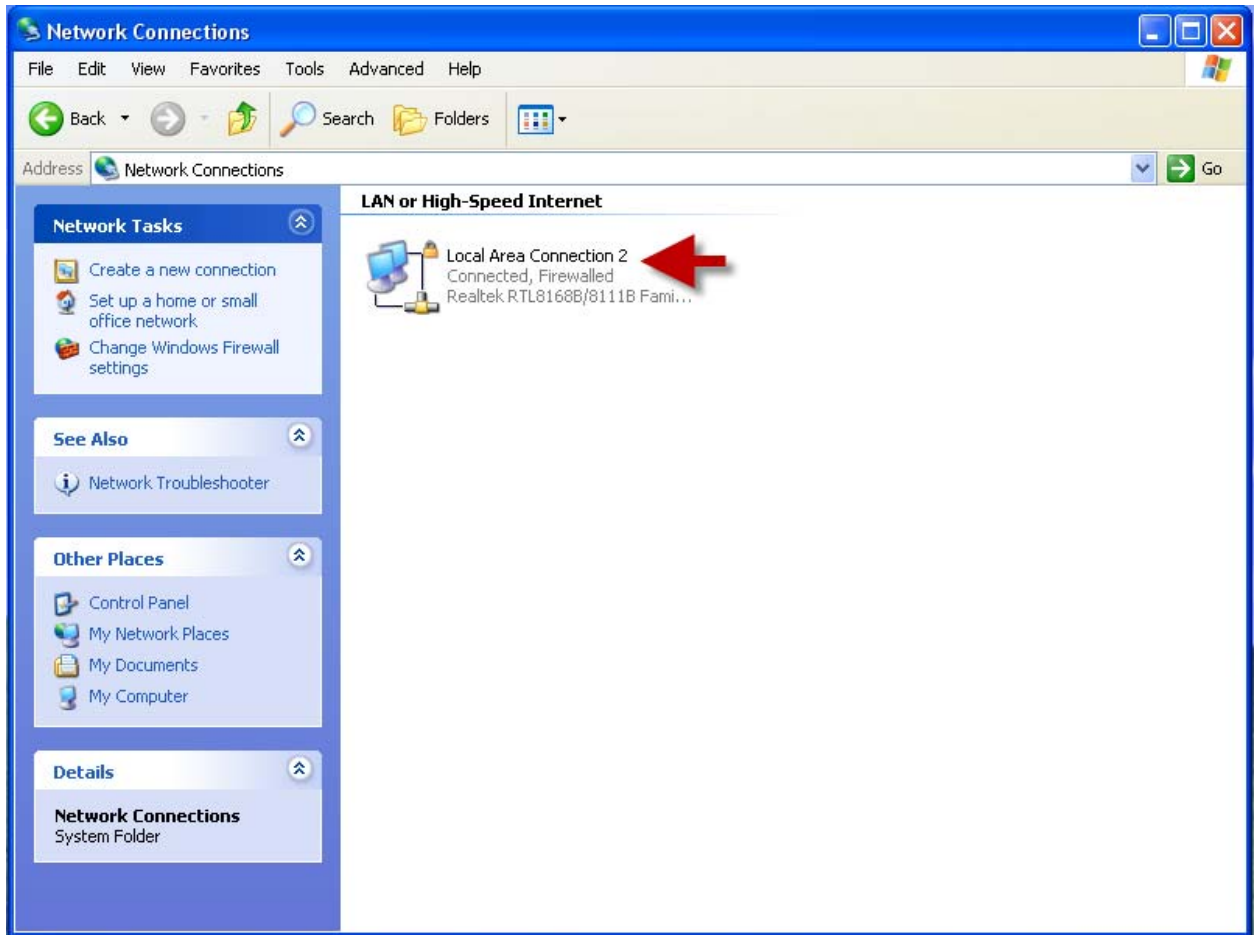 Network Connections
File Edit View Favorites Tools Advanced Help
Back Search Folders
Address Network Connections Go
Network Tasks
Create a new connection
Set up a home or small
office network
Change Windows Firewall
settings
See Also
Network Troubleshooter
Other Places
Control Panel
My Network Places
My Documents
My Computer
Details
Network Connections
System Folder
LAN or High-Speed Internet
Local Area Connection 2
Connected, Firewalled
Realtek RTL8168B/8111B Fami...